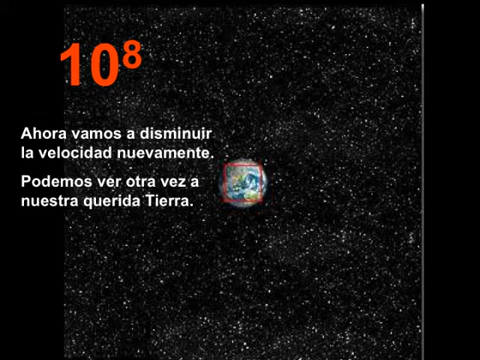 10⁸
Ahora vamos a disminuir
la velocidad nuevamente.
Podemos ver otra vez a
nuestra querida Tierra.